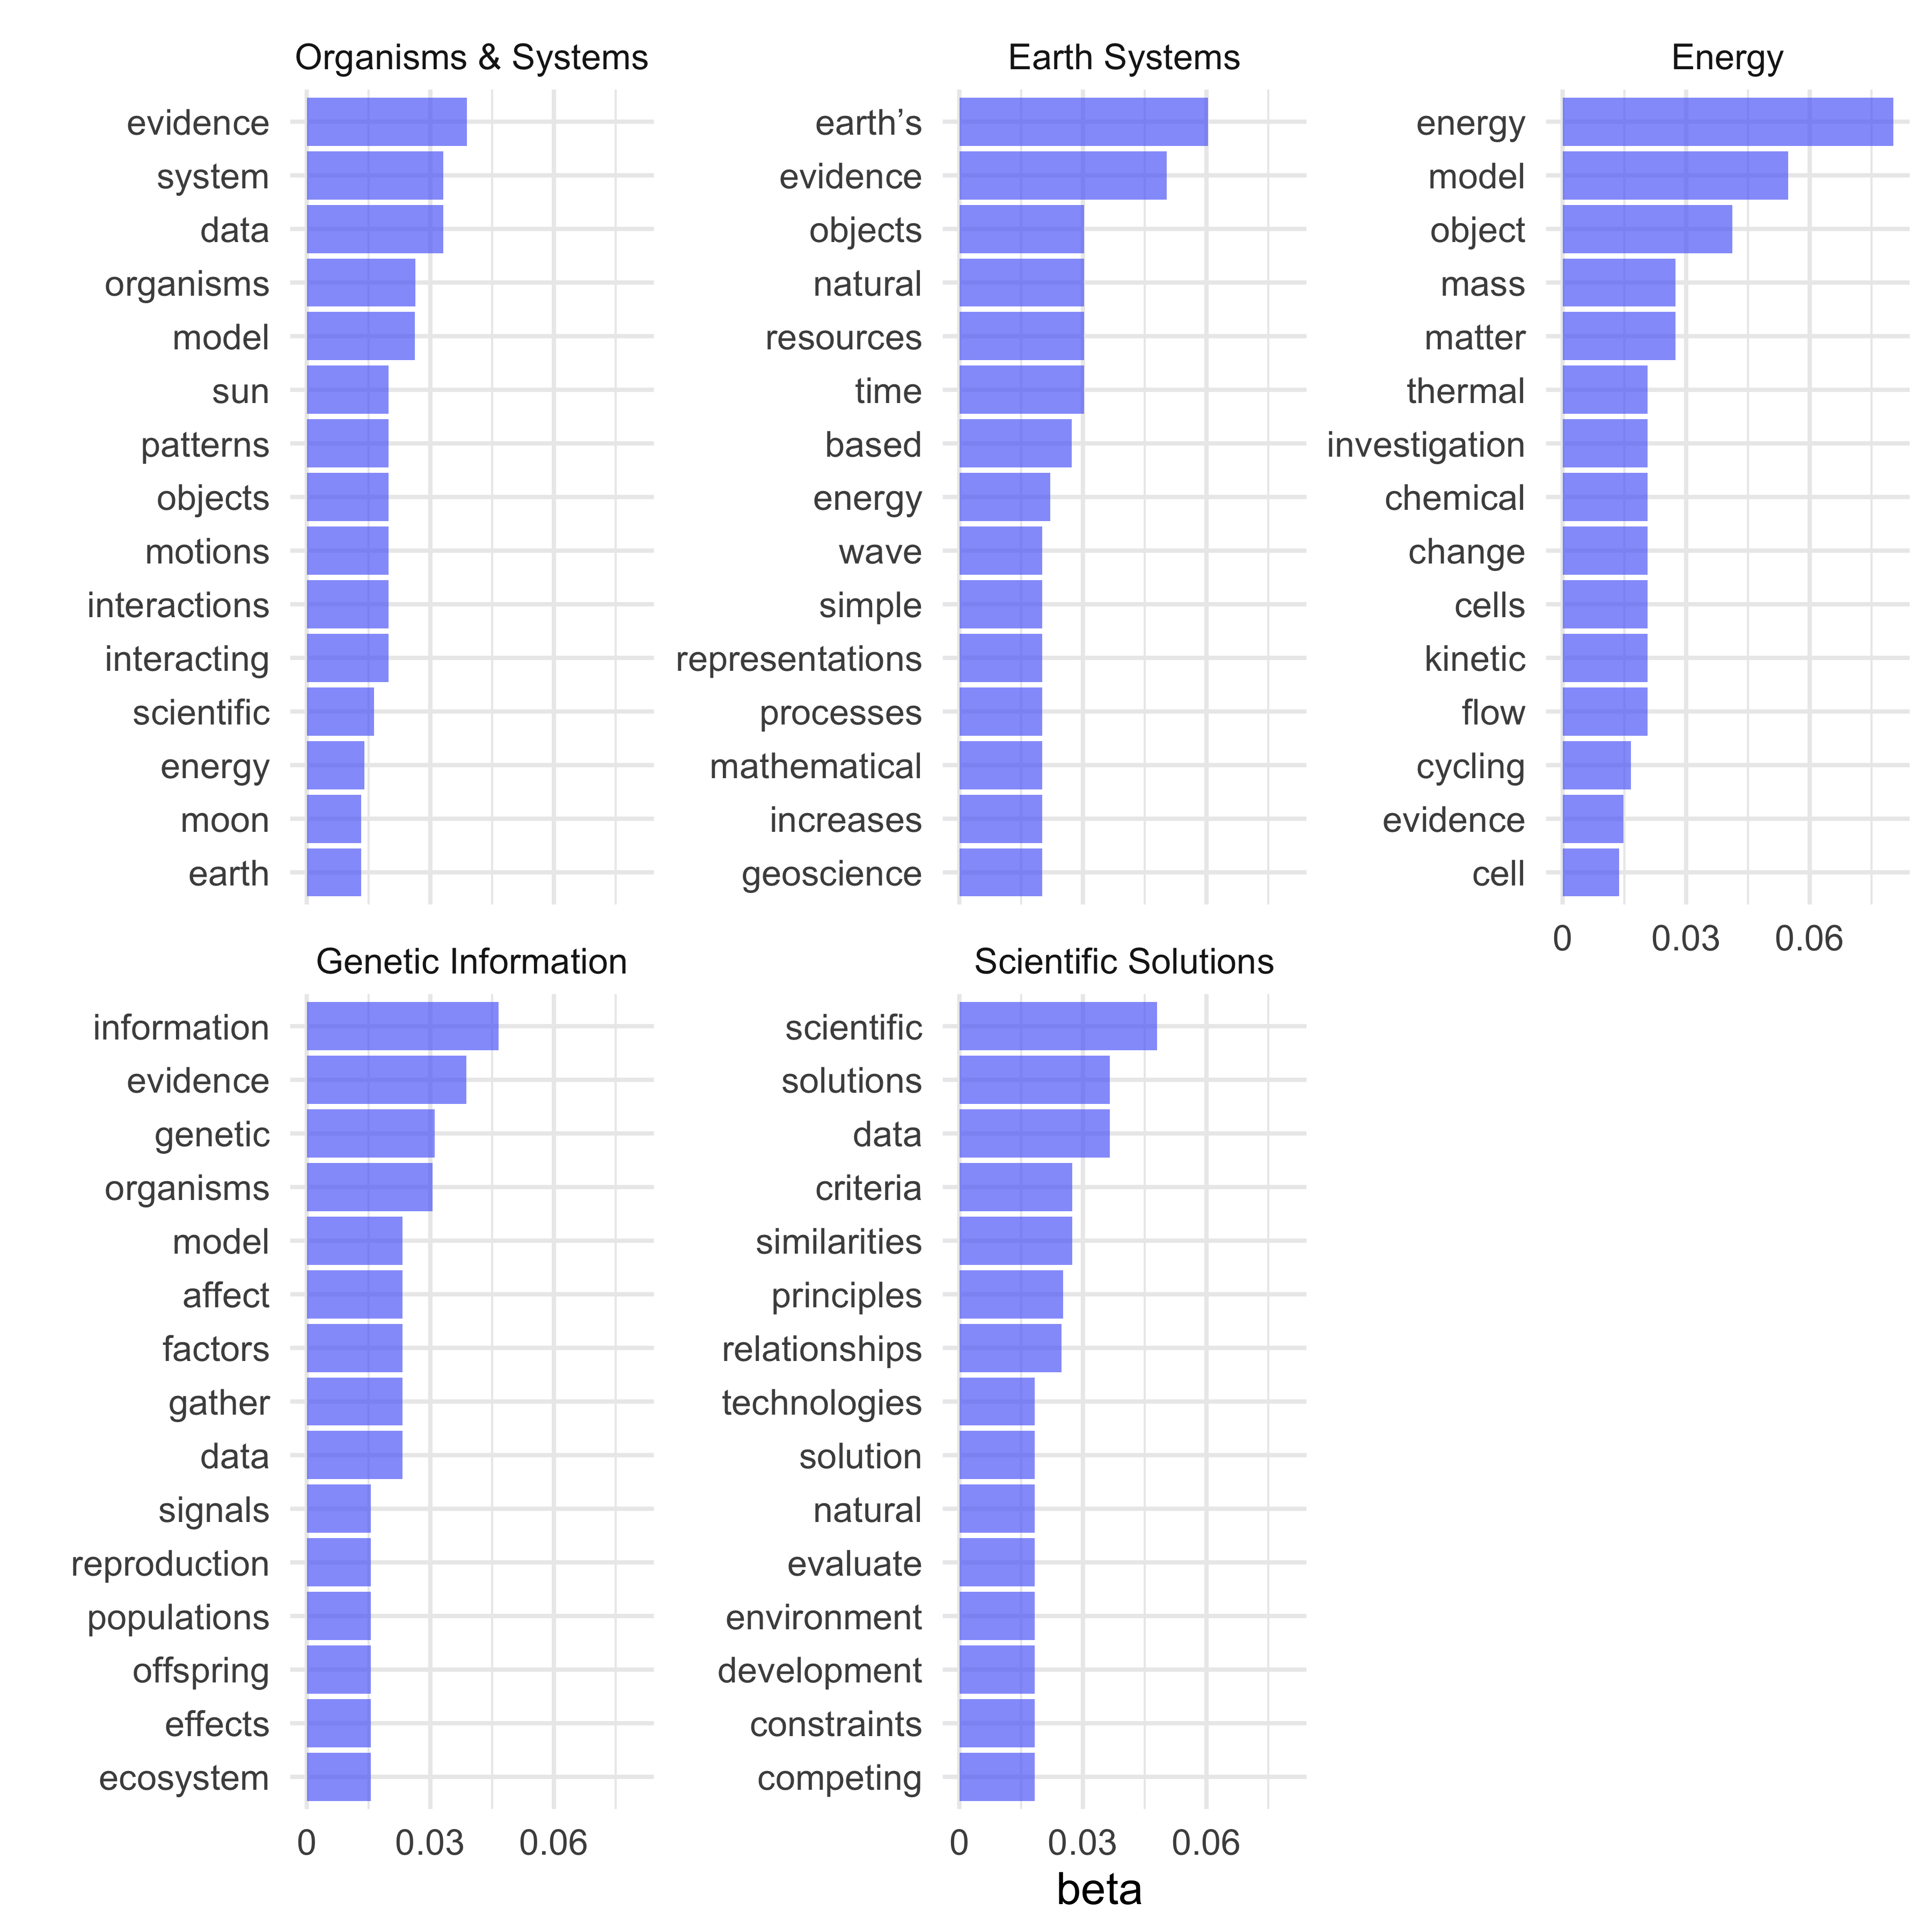 Organisms & Systems
evidence
system
data
organisms
model
sun
patterns
objects
motions
interactions
interacting
scientific
energy
moon
earth
Earth Systems
earth’s
evidence
objects
natural
resources
time
based
energy
wave
simple
representations
processes
mathematical
increases
geoscience
Energy
energy
model
object
mass
matter
thermal
investigation
chemical
change
cells
kinetic
flow
cycling
evidence
cell
0 0.03 0.06
Genetic Information
information
evidence
genetic
organisms
model
affect
factors
gather
data
signals
reproduction
populations
offspring
effects
ecosystem
0 0.03 0.06
Scientific Solutions
scientific
solutions
data
criteria
similarities
principles
relationships
technologies
solution
natural
evaluate
environment
development
constraints
competing
0 0.03 0.06
beta